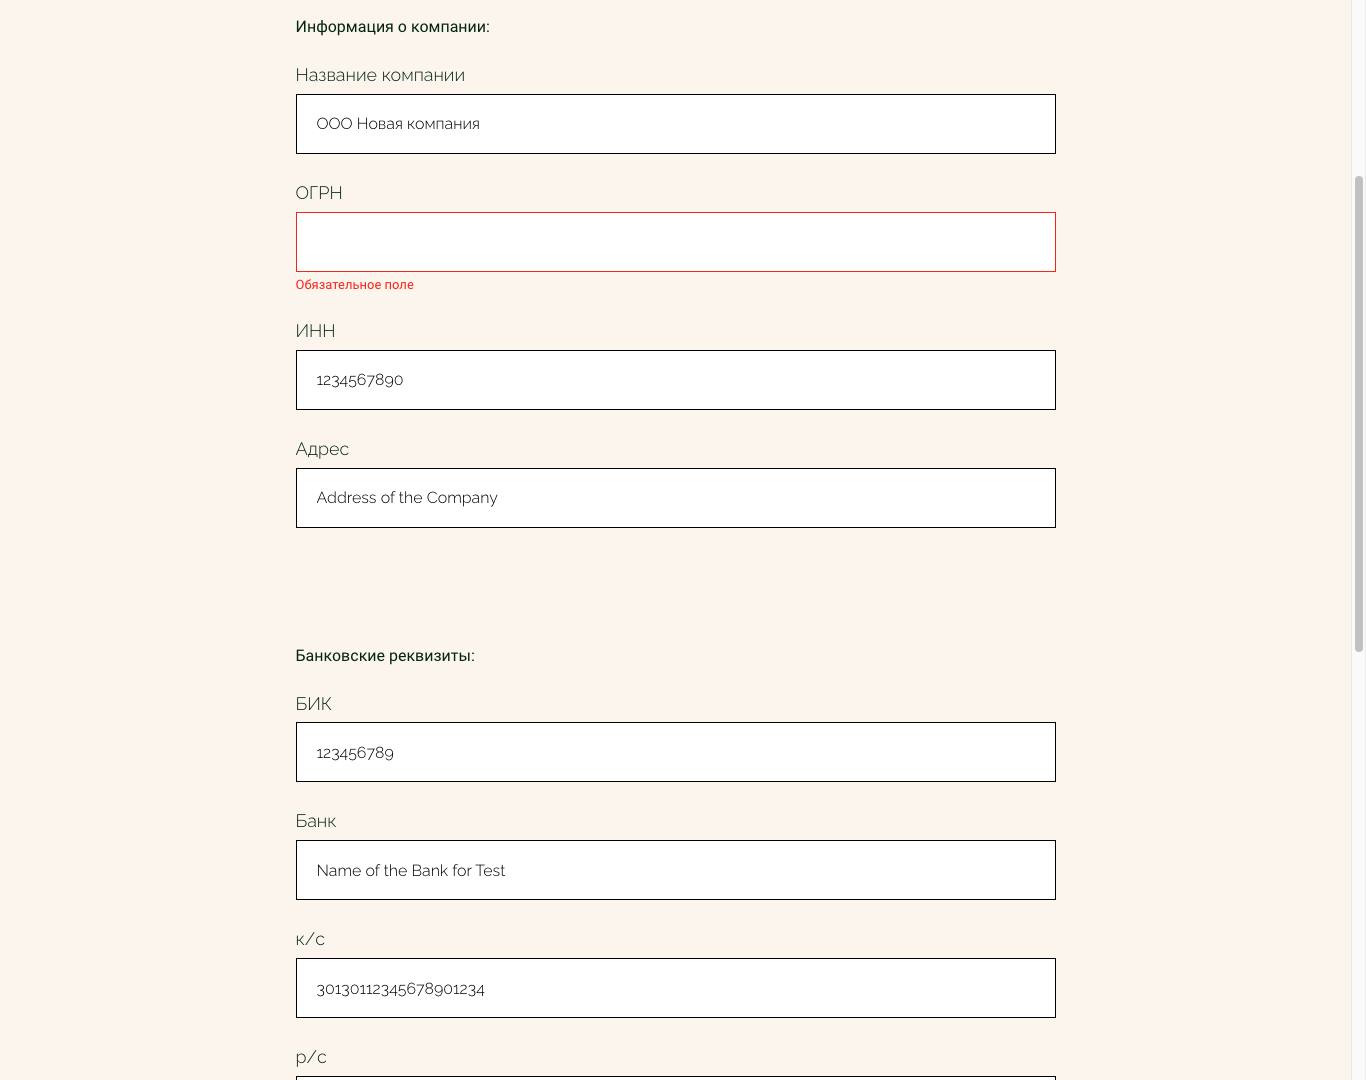 Информация о компании:
Название компании
ООО Новая компания
ОГРН
Обязательное поле
ИНН
1234567890
Адрес
Address of the Company
Банковские реквизиты:
БИК
123456789
Банк
Name of the Bank for Test
к/с
30130112345678901234
р/с